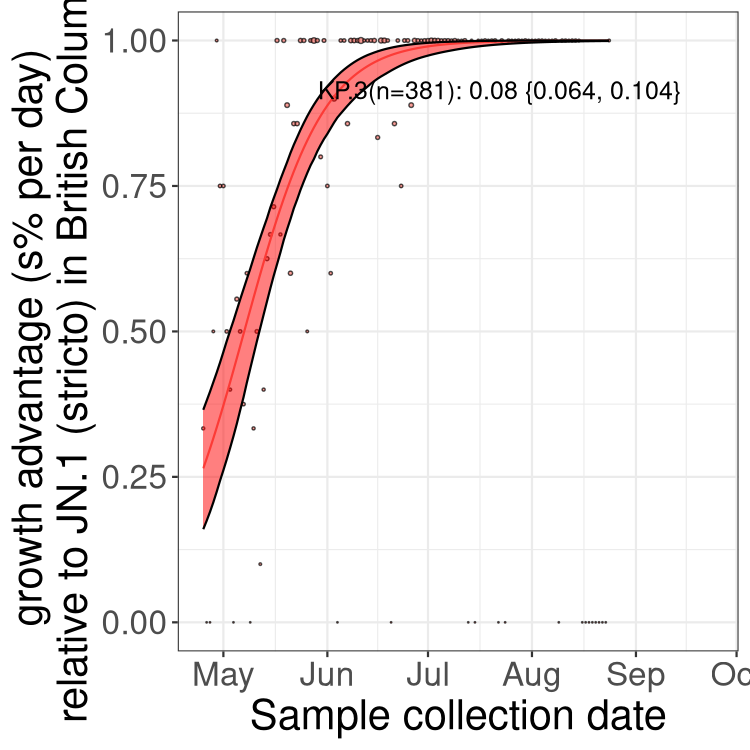 growth advantage (s% per day)
relative to JN.1 (stricto) in British Colum
1.00
0.75
0.50
0.25
0.00
KP.3(n=381): 0.08 {0.064, 0.104}
May Jun Jul Aug Sep Oc
Sample collection date